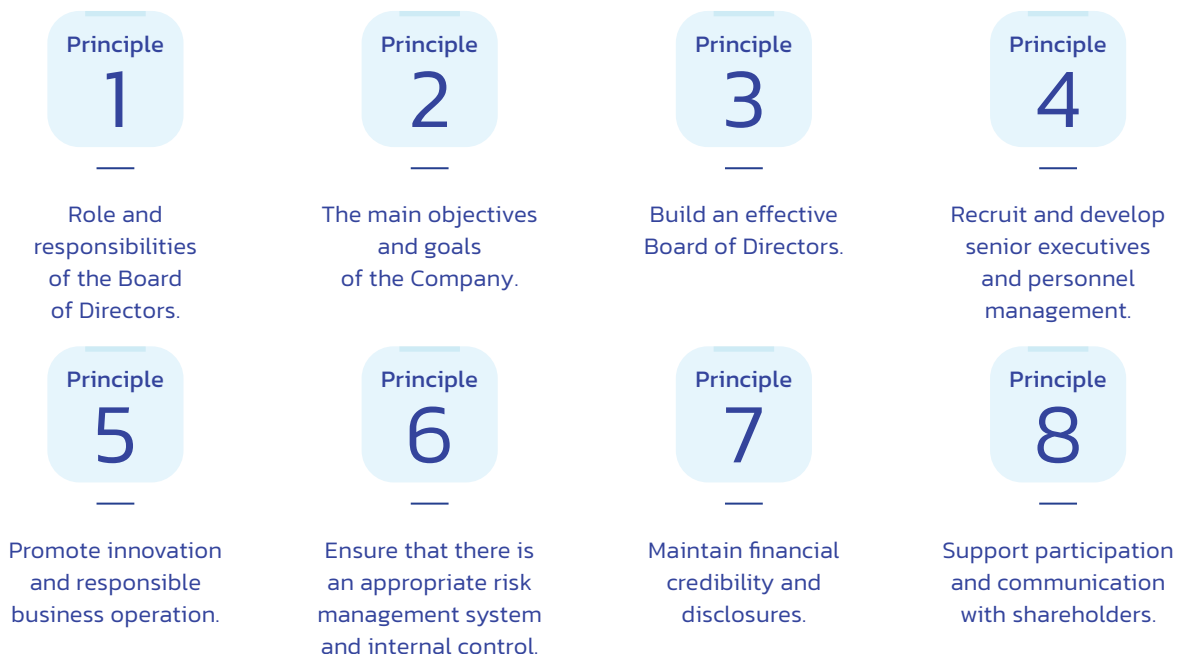 Principle
1
Role and
responsibilities
of the Board
of Directors.
Principle
2
The main objectives
and goals
of the Company.
Principle
3
Build an effective
Board of Directors.
Principle
4
Recruit and develop
senior executives
and personnel
management.
Principle
5
Promote innovation
and responsible
business operation.
Principle
6
Ensure that there is
an appropriate risk
management system
and internal control.
Principle
7
Maintain financial
credibility and
disclosures.
Principle
8
Support participation
and communication
with shareholders.